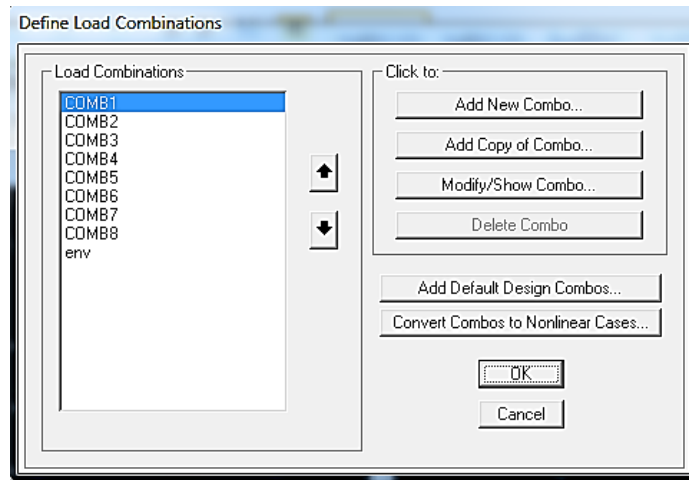 Define Load Combinations
Load Combinations
COMB1
COMB2
COMB3
COMB4
COMB5
COMB6
COMB7
COMB8
env
Click to:
Add New Combo...
Add Copy of Combo...
Modify/Show Combo...
Delete Combo
Add Default Design Combos...
Convert Combos to Nonlinear Cases...
OK
Cancel